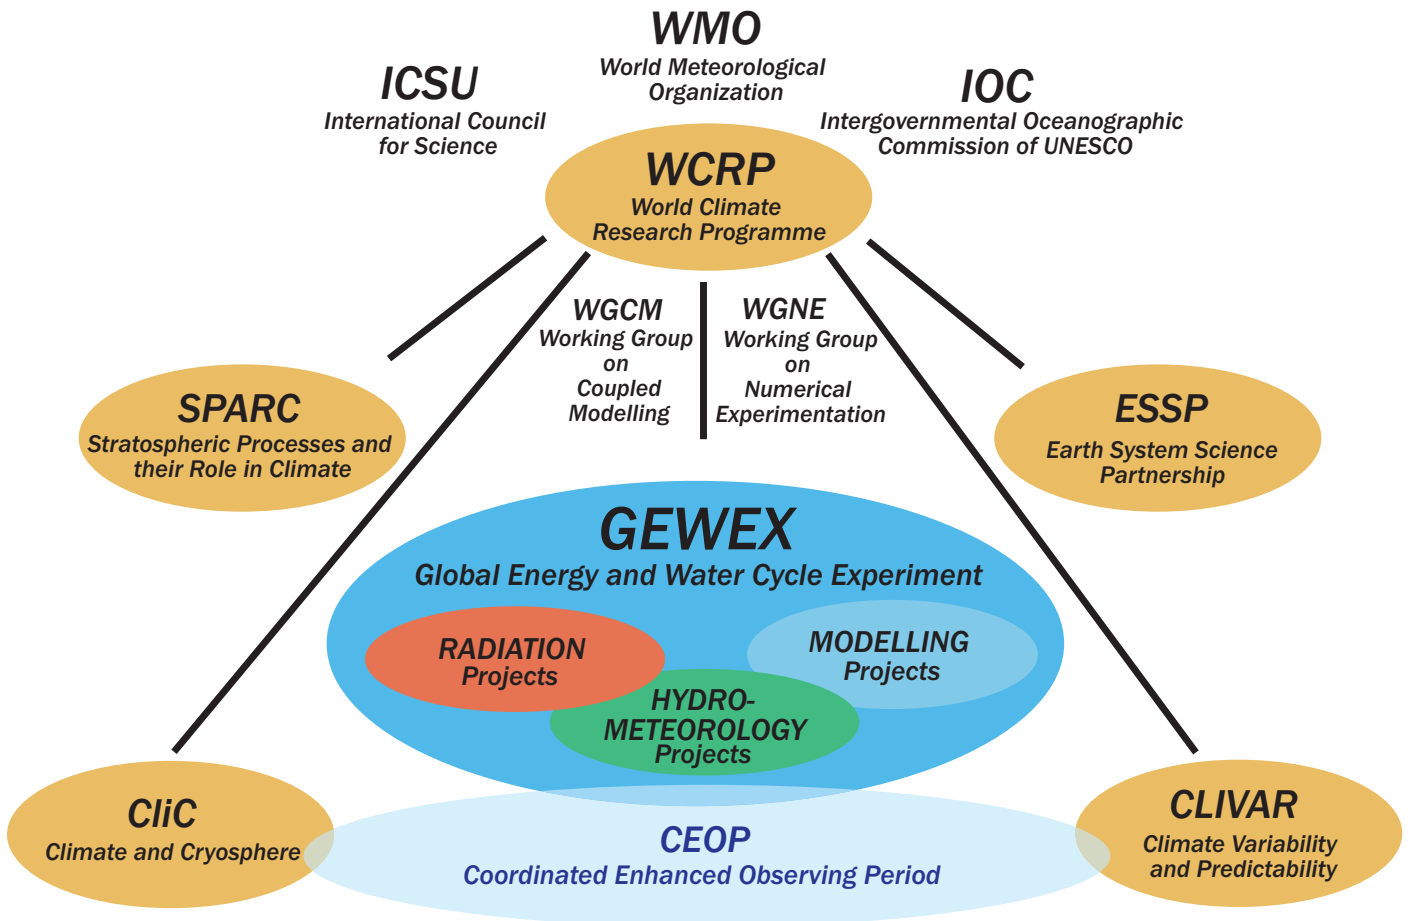 WMO
World Meteorological
Organization
ICSU
International Council
for Science
IOC
Intergovernmental Oceanographic
Commission of UNESCO
WCRP
World Climate
Research Programme
WGCM
Working Group
on
Coupled
Modelling
WGNE
Working Group
on
Numerical
Experimentation
SPARC
Stratospheric Processes and
their Role in Climate
ESSP
Earth System Science
Partnership
GEWEX
Global Energy and Water Cycle Experiment
RADIATION
Projects
MODELLING
Projects
HYDRO-
METEOROLOGY
Projects
CliC
Climate and Cryosphere
CEOP
Coordinated Enhanced Observing Period
CLIVAR
Climate Variability
and Predictability